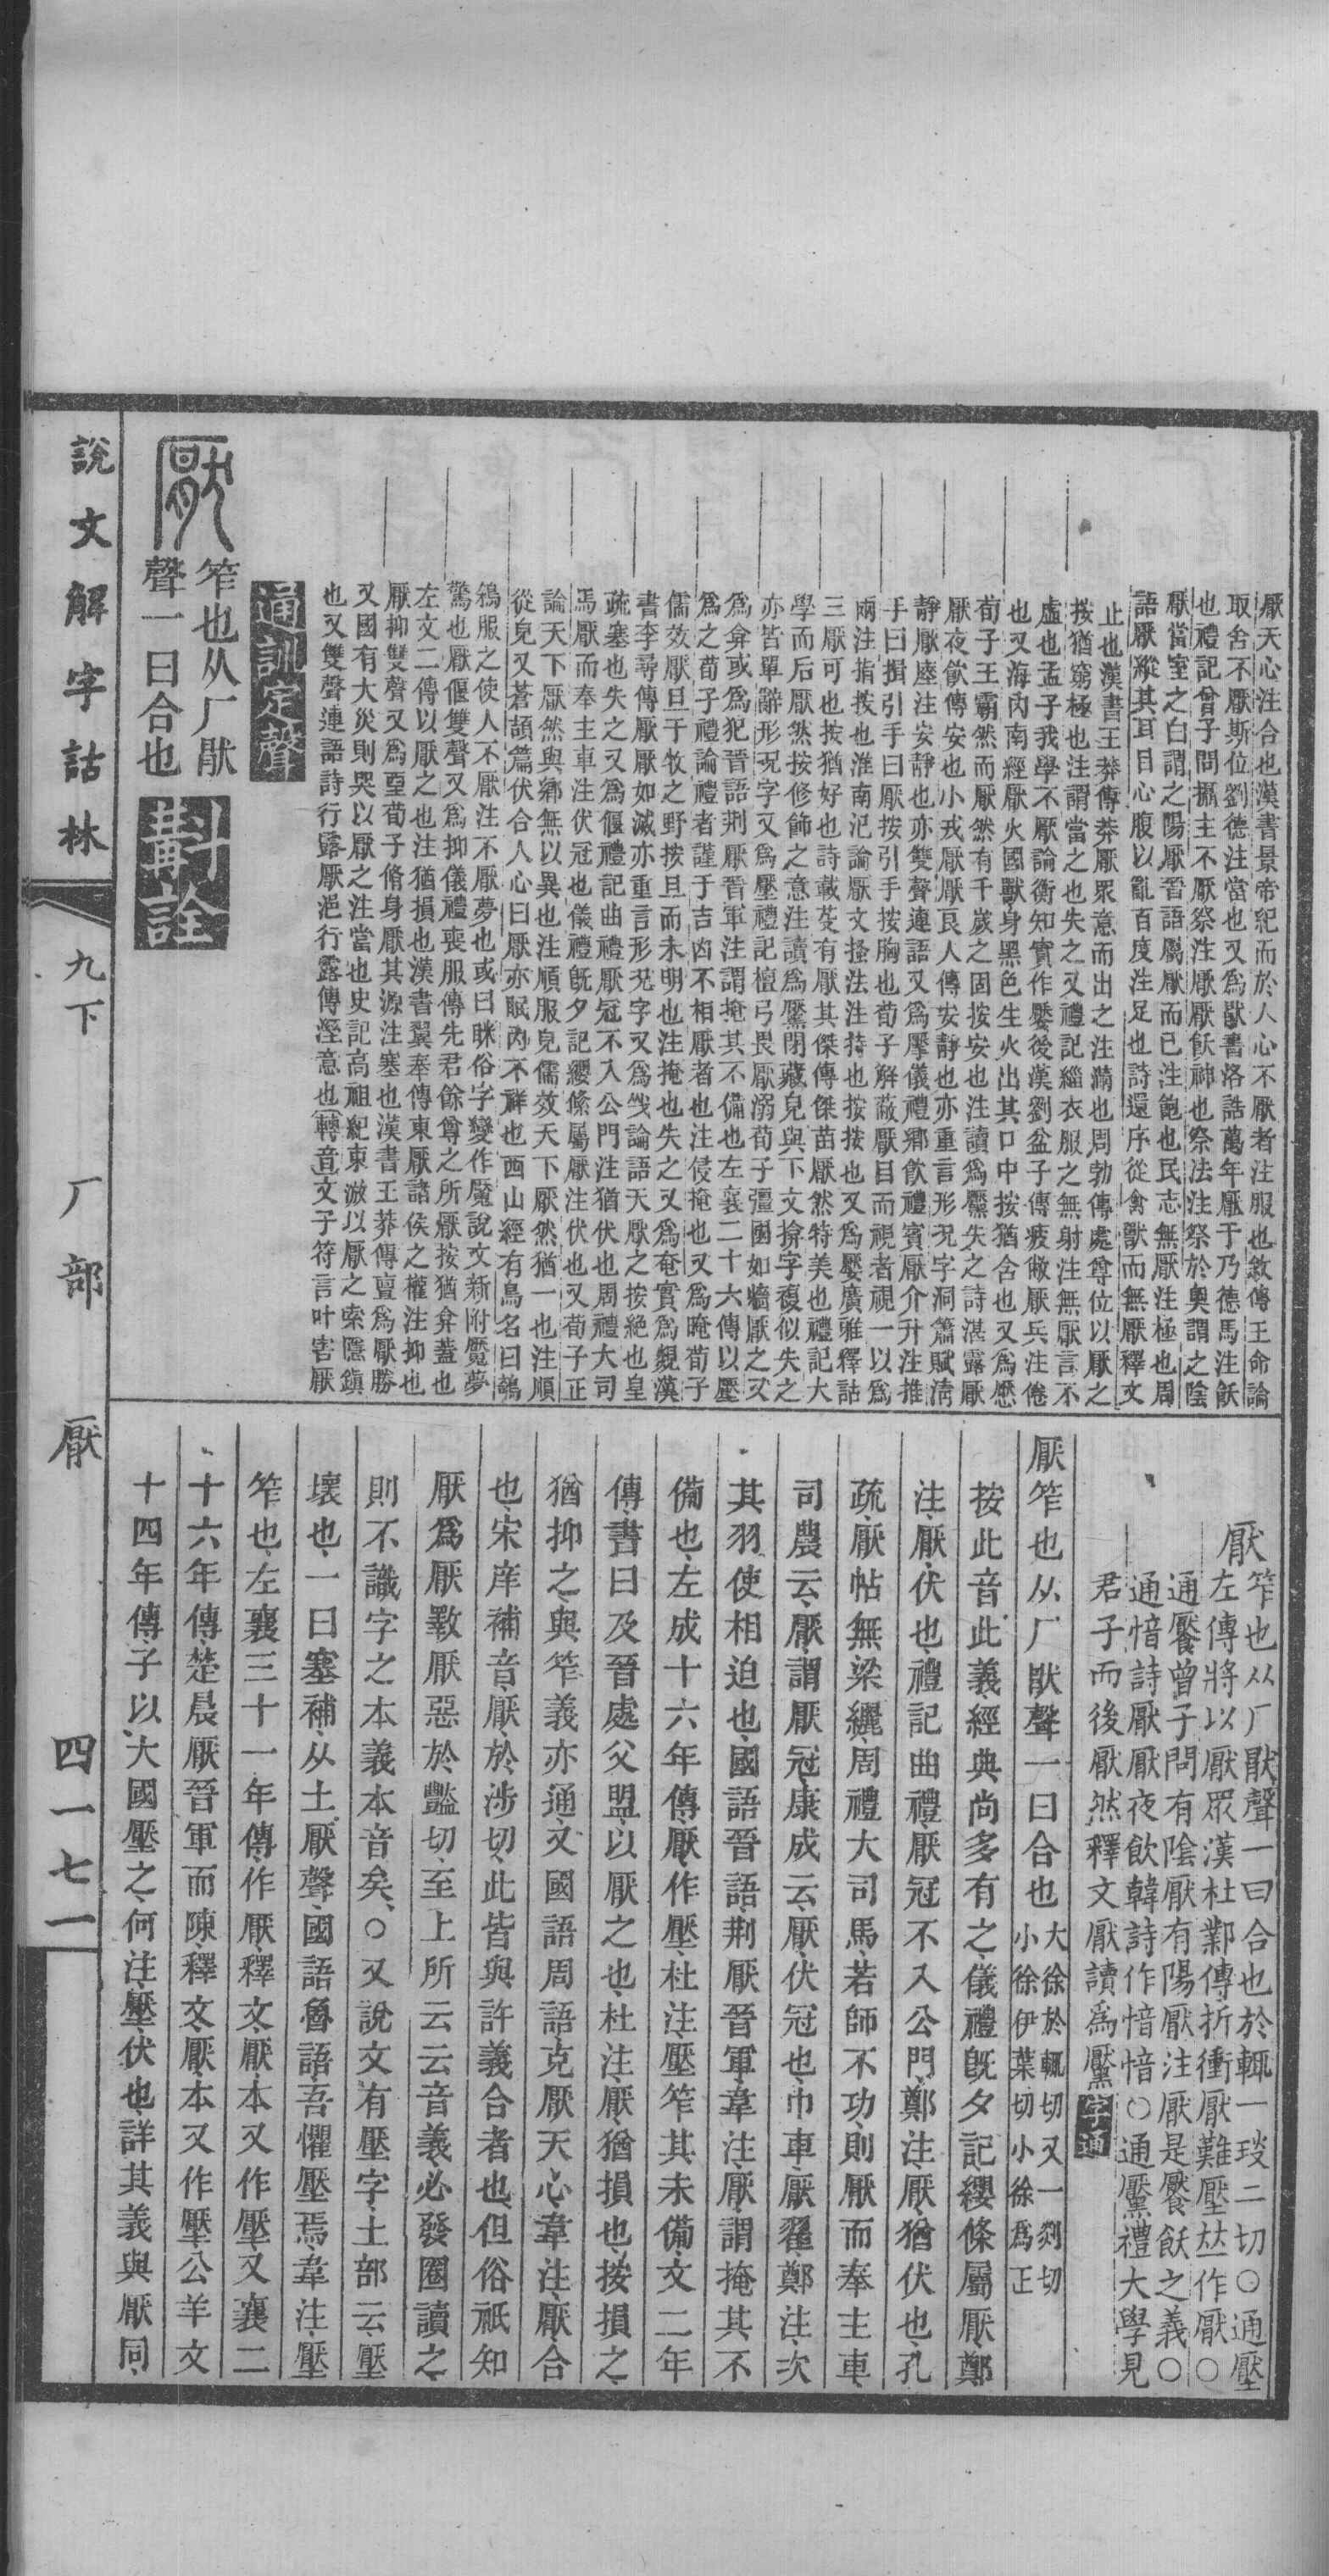 厭天心注合也漢書景帝紀而於人心不厭者注服也敘傳王命論
取舍不厭斯位劉德注當也又爲猒書洛誥萬年厭于乃德馬注飫
也禮記曾子問攝主不厭祭注厭厭飫神也祭法注祭於奧謂之陰
厭當室之白謂之陽厭晉語屬厭而已注飽也民志無厭注極也周
語厭縱其耳目心腹以亂百度注足也詩還序從禽獸而無厭釋文
止也漢書王莽傳莽厭眾意而出之注滿也周勃傳處尊位以厭之
按猶窮極也注謂當之也失之又禮記緇衣服之無射注無厭言不
虛也孟子我學不厭論衡知實作饜後漢劉盆子傳疲敝厭兵注倦
也又海內南經厭火國獸身黑色生火出其口中按猶含也又爲懕
荀子王霸然而厭然有千歲之固按安也注讀爲黶失之詩湛露厭
厭夜飲傳安也小戎厭厭良人傳安靜也亦重言形況字洞簫賦清
靜厭㥷注安靜也亦雙聲連語又爲擪儀禮鄉飲禮賓厭介升注推
手曰揖引手曰厭按引手按胸也荀子解蔽厭目而視者視一以爲
兩注指按也淮南氾論厭文搔法注持也按按也又爲嬮廣雅釋詁
三厭可也按猶好也詩載芟有厭其傑傳傑苗厭然特美也禮記大
學而后厭然按修飾之意注讀爲黶閉藏皃與下文揜字複似失之
亦皆單辭形況字又爲壓禮記檀弓畏厭溺荀子彊國如牆厭之又
爲弇或爲犯晉語荆厭晉軍注謂掩其不備也左襄二十六傳以壓
爲之荀子禮論禮者謹于吉凶不相厭者也注侵掩也又爲晻荀子
儒效厭旦于牧之野按旦而未明也注掩也失之又爲奄實爲覢漢
書李尋傳厭厭如滅亦重言形況字又爲㦰論語天厭之按絶也皇
疏塞也失之又爲偃禮記曲禮厭冠不入公門注猶伏也周禮大司
馬厭而奉主車注伏冠也儀禮旣夕記纓條屬厭注伏也又荀子正
論天下厭然與鄉無以異也注順服皃儒效天下厭然猶一也注順
從皃又蒼頡篇伏合人心曰厭亦眠內不祥也西山經有鳥名曰鵸
鵌服之使人不厭注不厭夢也或曰眯俗字變作魘說文新附魘夢
驚也厭偃雙聲又爲抑儀禮喪服傳先君餘尊之所厭按猶弇蓋也
左文二傳以厭之也注猶損也漢書翼奉傳東厭諸侯之權注抑也
厭抑雙聲又爲垔荀子脩身厭其源注塞也漢書王莽傳亶爲厭勝
又國有大災則哭以厭之注當也史記高祖紀東游以厭之索隱鎮
也又雙聲連語詩行露厭浥行露傳溼意也轉音文子符言叶害厭
通訓定聲
笮也从厂猒
聲一曰合也
斠詮
厭笮也从厂猒聲一曰合也於輒一琰二切○通壓
左傳將以厭眾漢杜鄴傳折衝厭難壓𠀤作厭○
通饜曾子問有陰厭有陽厭注厭是饜飫之義○
通愔詩厭厭夜飲韓詩作愔愔○通黶禮大學見
君子而後厭然釋文厭讀爲黶
字通
厭笮也从厂猒聲一曰合也大徐於輒切又一剡切
小徐伊葉切小徐爲正
按此音此義經典尚多有之儀禮旣夕記纓條屬厭鄭
注厭伏也禮記曲禮厭冠不入公門鄭注厭猶伏也孔
疏厭帖無梁纚周禮大司馬若師不功則厭而奉主車
司農云厭謂厭冠康成云厭伏冠也巾車厭翟鄭注次
其羽使相迫也國語晉語荆厭晉軍韋注厭謂掩其不
備也左成十六年傳厭作壓杜注壓笮其未備文二年
傳書曰及晉處父盟以厭之也杜注厭猶損也按損之
猶抑之與笮義亦通又國語周語克厭天心韋注厭合
也宋庠補音厭於涉切此皆與許義合者也但俗祇知
厭爲厭斁厭惡於豔切至上所云云音義必發圈讀之
則不識字之本義本音矣○又說文有壓字土部云壓
壞也一曰塞補从土厭聲國語魯語吾懼壓焉韋注壓
笮也左襄三十一年傳作厭釋文厭本又作壓又襄二
十六年傳楚晨厭晉軍而陳釋文厭本又作壓公羊文
十四年傳子以大國壓之何注壓伏也詳其義與厭同
說文解字詁林
九下
厂部
厭
四一七一